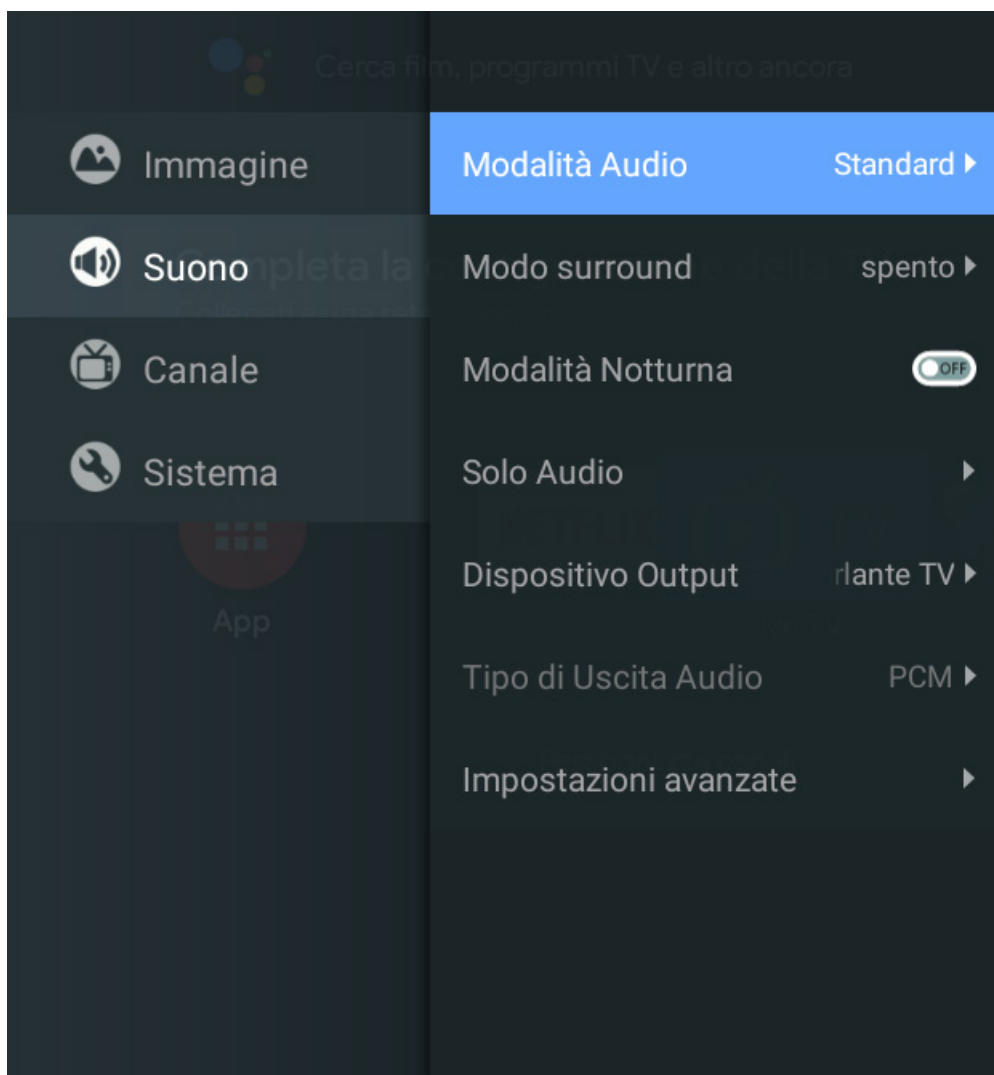 Cerca film, programmi TV e altro ancora
Immagine
Suono
Canale
Sistema
App
Modalità Audio Standard
Modo surround spento
Modalità Notturna OFF
Solo Audio
Dispositivo Output rlante TV
Tipo di Uscita Audio PCM
Impostazioni avanzate